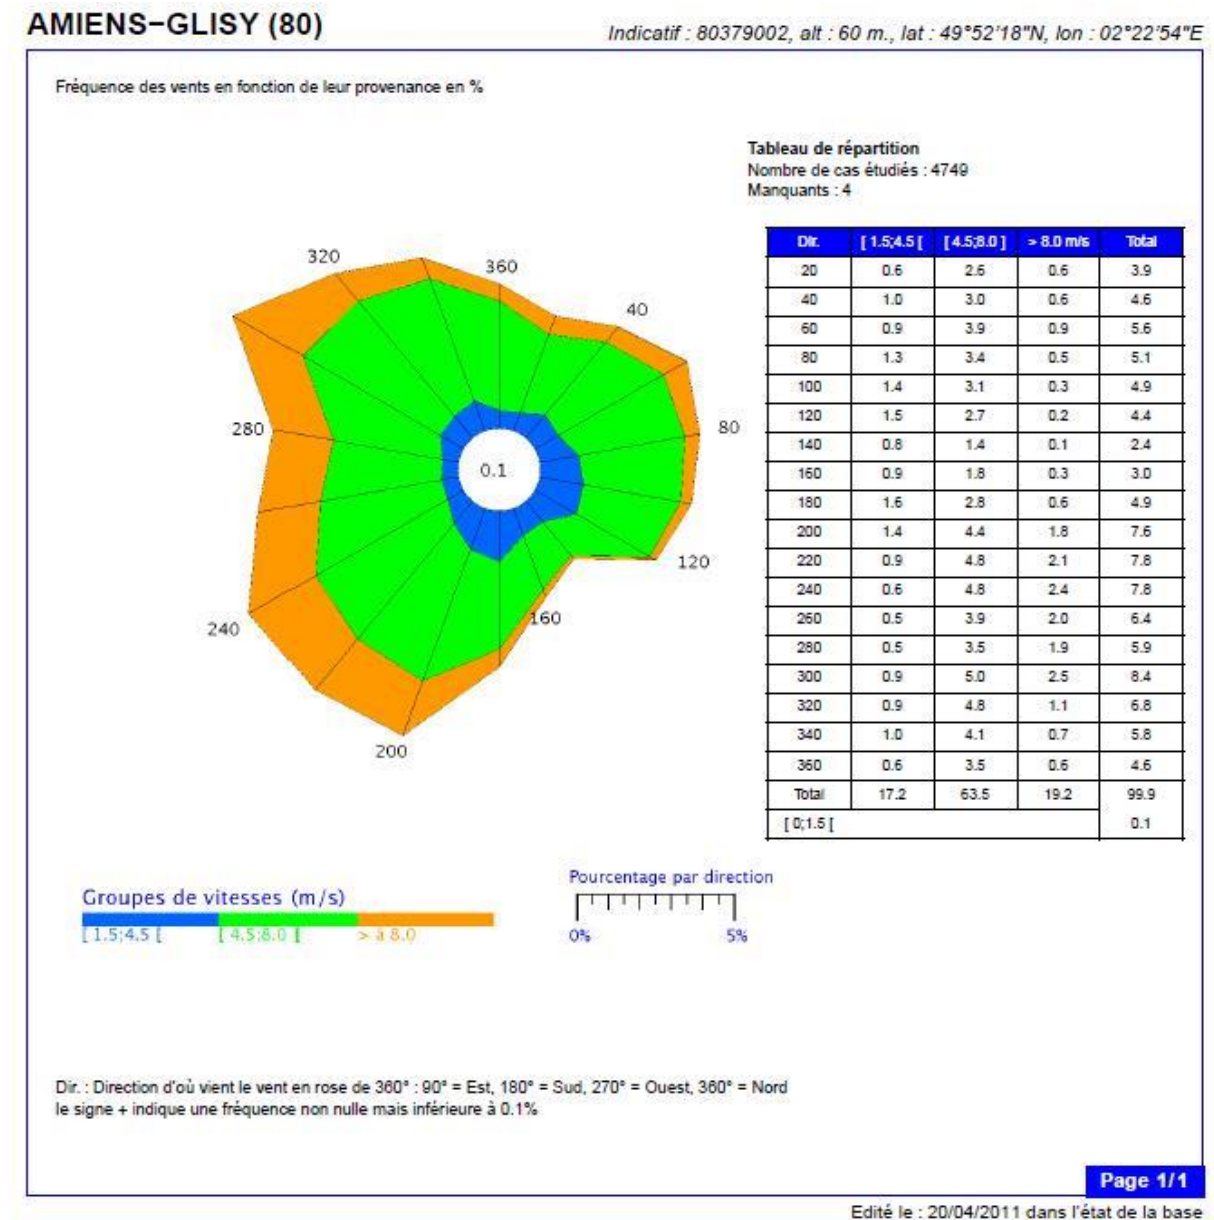 AMIENS−GLISY (80)
Indicatif : 80379002, alt : 60 m., lat : 49°52'18"N, lon : 02°22'54"E
Fréquence des vents en fonction de leur provenance en %
Tableau de répartition
Nombre de cas étudiés : 4749
Manquants : 4
320
360
40
280
80
0.1
120
240
160
200
Dir. [ 1.5;4.5 [ [ 4.5;8.0 ] > 8.0 m/s Total
20 0.6 2.6 0.6 3.9
40 1.0 3.0 0.6 4.6
60 0.9 3.9 0.9 5.6
80 1.3 3.4 0.5 5.1
100 1.4 3.1 0.3 4.9
120 1.5 2.7 0.2 4.4
140 0.8 1.4 0.1 2.4
160 0.9 1.8 0.3 3.0
180 1.6 2.8 0.6 4.9
200 1.4 4.4 1.8 7.6
220 0.9 4.8 2.1 7.8
240 0.6 4.8 2.4 7.8
260 0.5 3.9 2.0 6.4
280 0.5 3.5 1.9 5.9
300 0.9 5.0 2.5 8.4
320 0.9 4.8 1.1 6.8
340 1.0 4.1 0.7 5.8
360 0.6 3.5 0.6 4.6
Total 17.2 63.5 19.2 99.9
[ 0;1.5 [ 0.1
Groupes de vitesses (m/s)
[ 1.5;4.5 [ [ 4.5;8.0 ] > à 8.0
Pourcentage par direction
0% 5%
Dir. : Direction d'où vient le vent en rose de 360° : 90° = Est, 180° = Sud, 270° = Ouest, 360° = Nord
le signe + indique une fréquence non nulle mais inférieure à 0.1%
Page 1/1
Edité le : 20/04/2011 dans l'état de la base